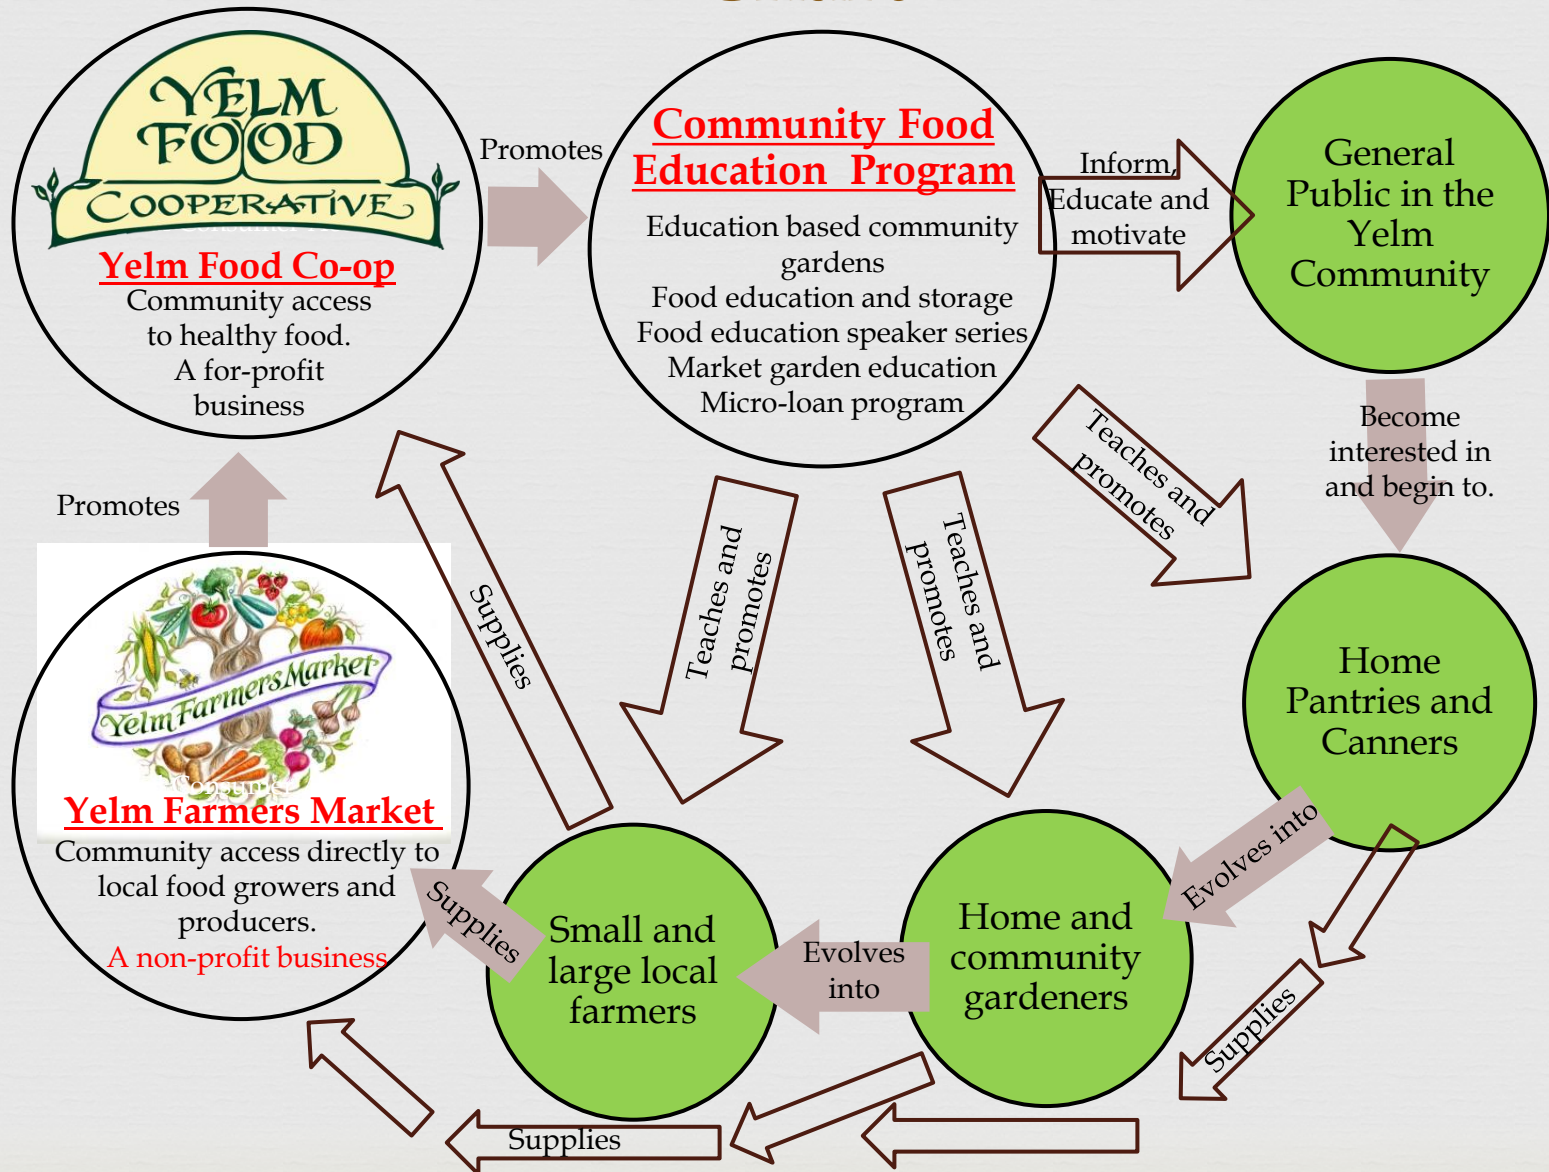 YELM
FOOD
COOPERATIVE
Yelm Food Co-op
Community access
to healthy food.
A for-profit
business
Promotes
Community Food
Education Program
Education based community
gardens
Food education and storage
Food education speaker series
Market garden education
Micro-loan program
Inform,
Educate and
motivate
General
Public in the
Yelm
Community
Become
interested in
and begin to.
Teaches and
promotes
Teaches and
promotes
Teaches and
promotes
Home
Pantries and
Canners
Promotes
Supplies
Yelm Farmers Market
Consumer
Yelm Farmers Market
Community access directly to
local food growers and
producers.
A non-profit business
Supplies
Small and
large local
farmers
Evolves
into
Home and
community
gardeners
Evolves into
Supplies
Supplies